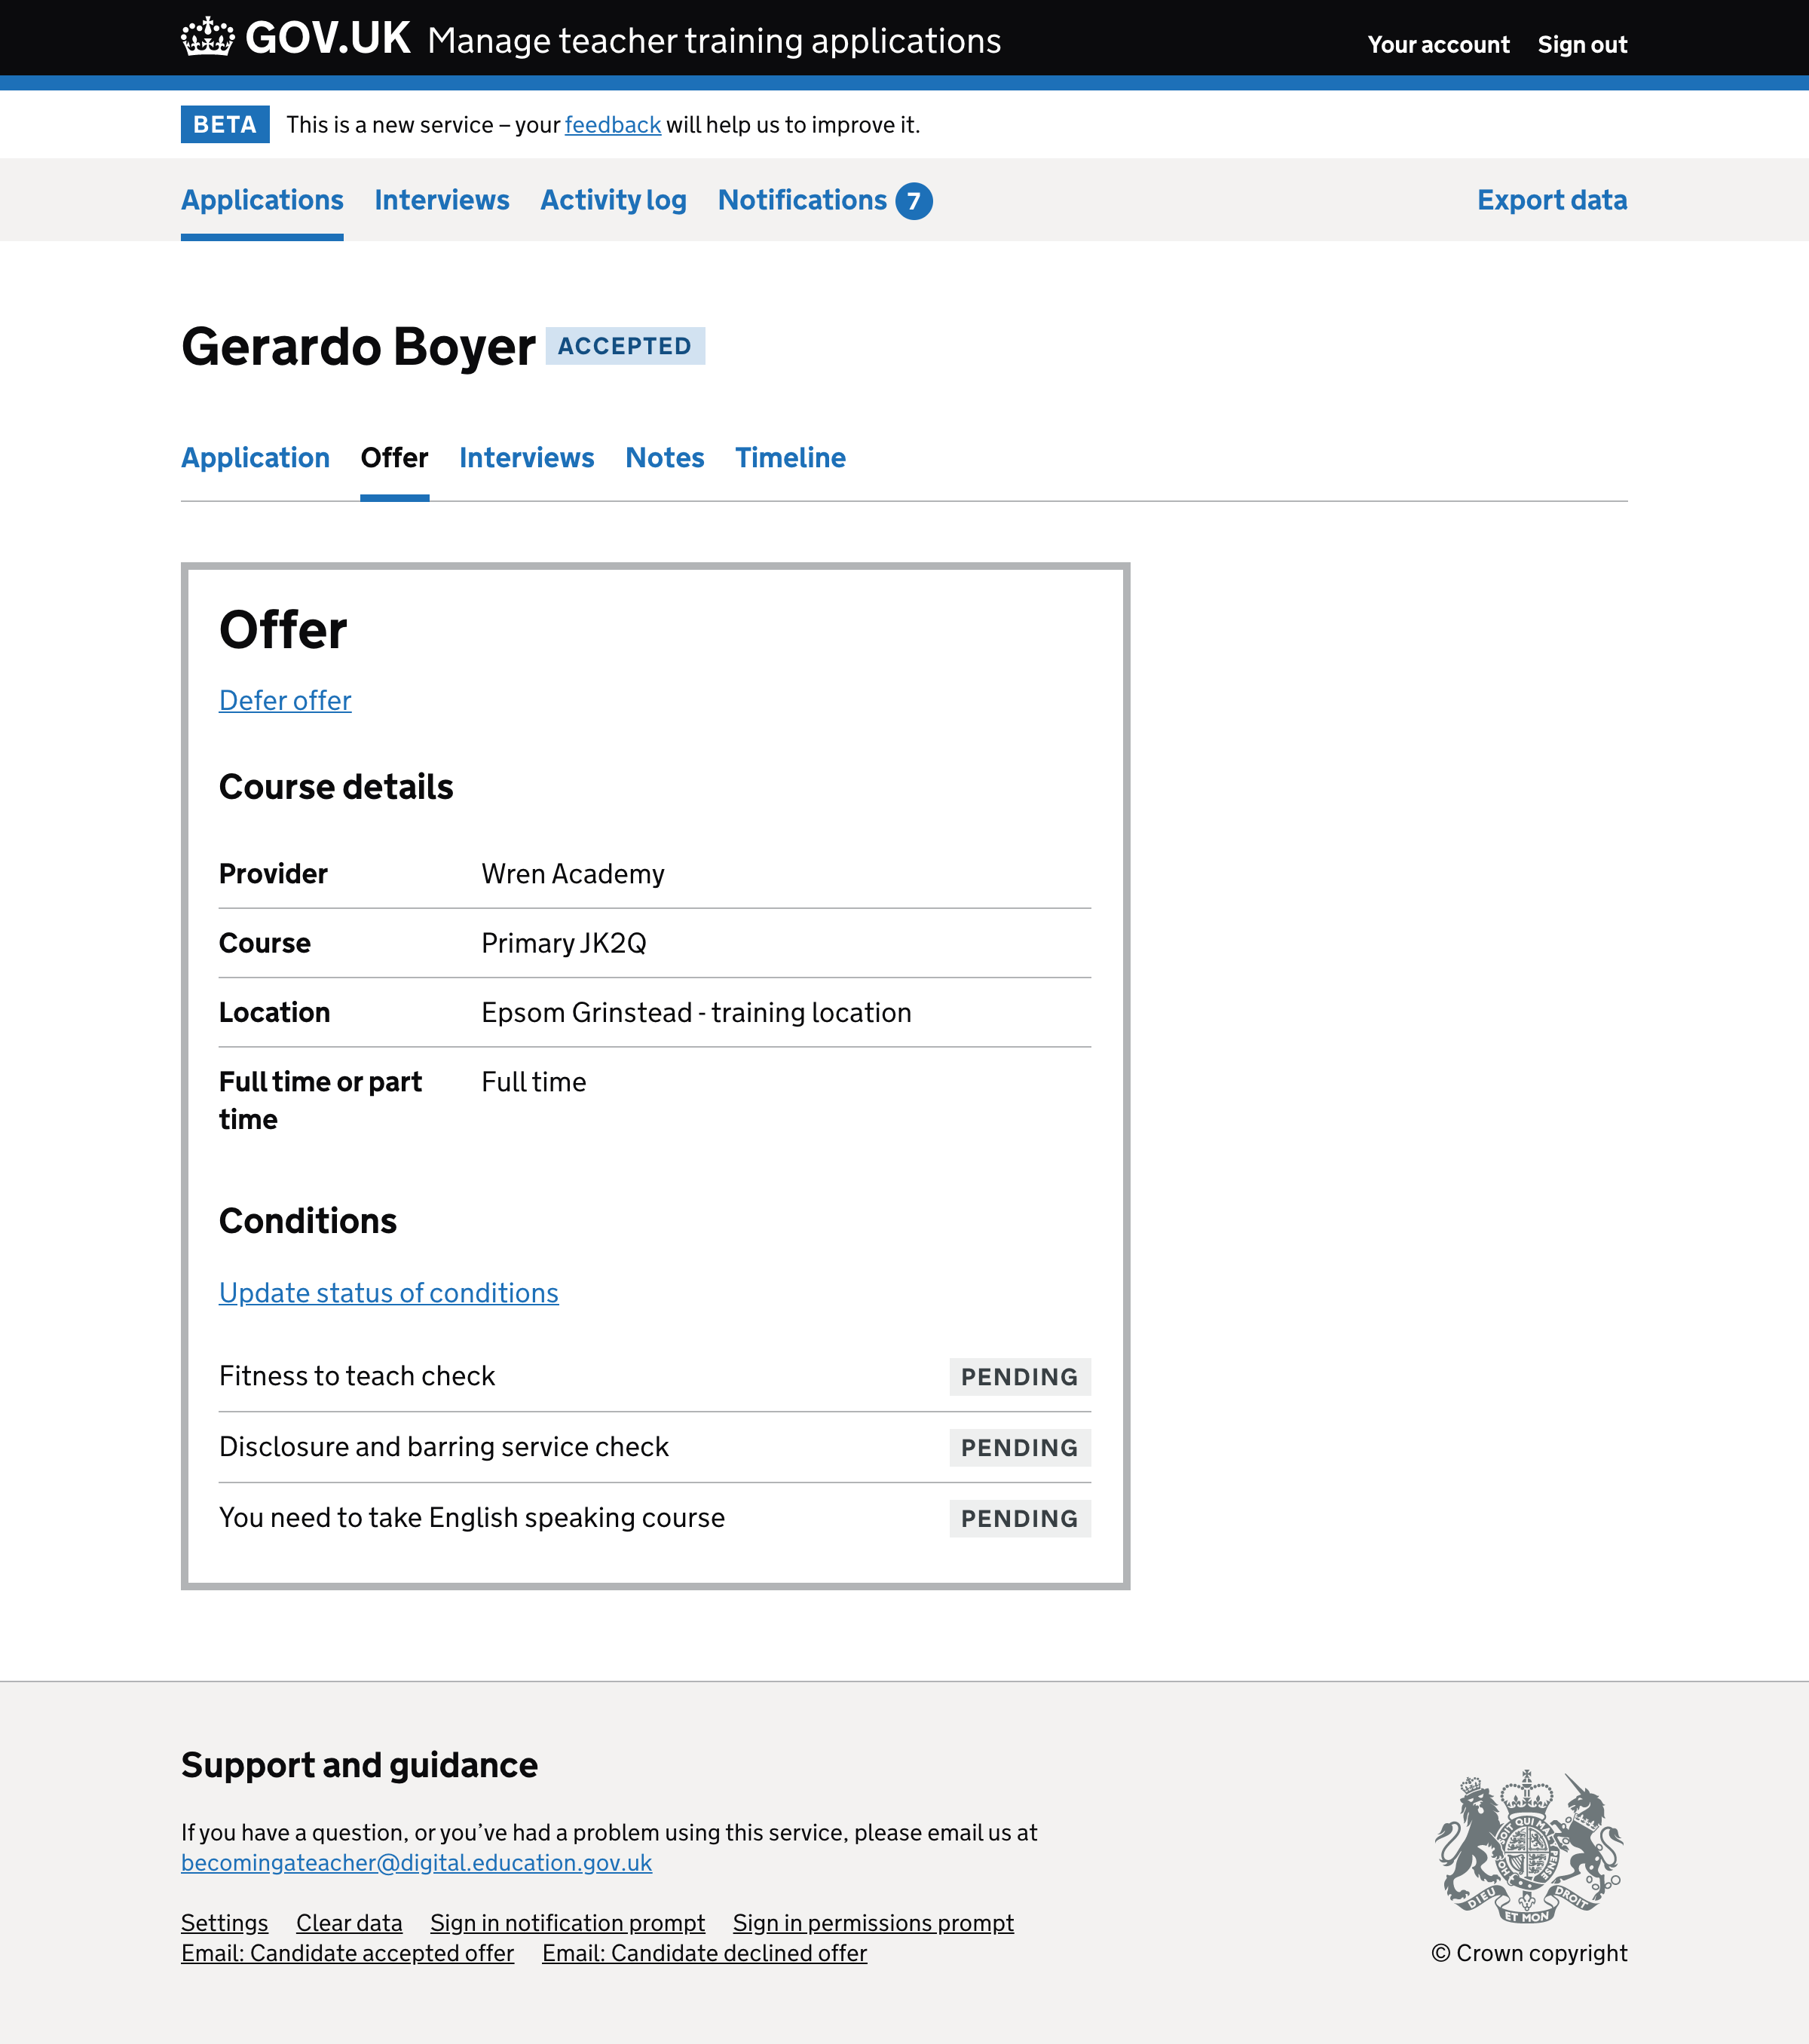 GOV.UK Manage teacher training applications
Your account Sign out
BETA This is a new service – your feedback will help us to improve it.
Applications Interviews Activity log Notifications 7 Export data
Gerardo Boyer ACCEPTED
Application Offer Interviews Notes Timeline
Offer
Defer offer
Course details
Provider Wren Academy
Course Primary JK2Q
Location Epsom Grinstead - training location
Full time or part Full time
time
Conditions
Update status of conditions
Fitness to teach check PENDING
Disclosure and barring service check PENDING
You need to take English speaking course PENDING
Support and guidance
If you have a question, or you’ve had a problem using this service, please email us at
becomingateacher@digital.education.gov.uk
Settings Clear data Sign in notification prompt Sign in permissions prompt
Email: Candidate accepted offer Email: Candidate declined offer
DIEU ET MON DROIT
© Crown copyright